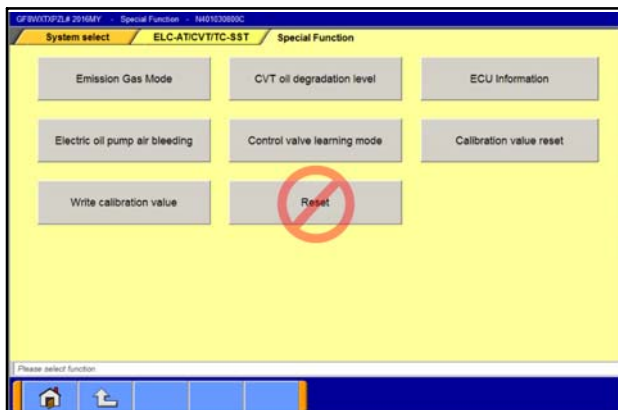 GF8WXTXPZL# 2016MY - Special Function - N401030800C
System select ELC-AT/CVT/TC-SST Special Function
Emission Gas Mode CVT oil degradation level ECU Information
Electric oil pump air bleeding Control valve learning mode Calibration value reset
Write calibration value Reset
Please select function